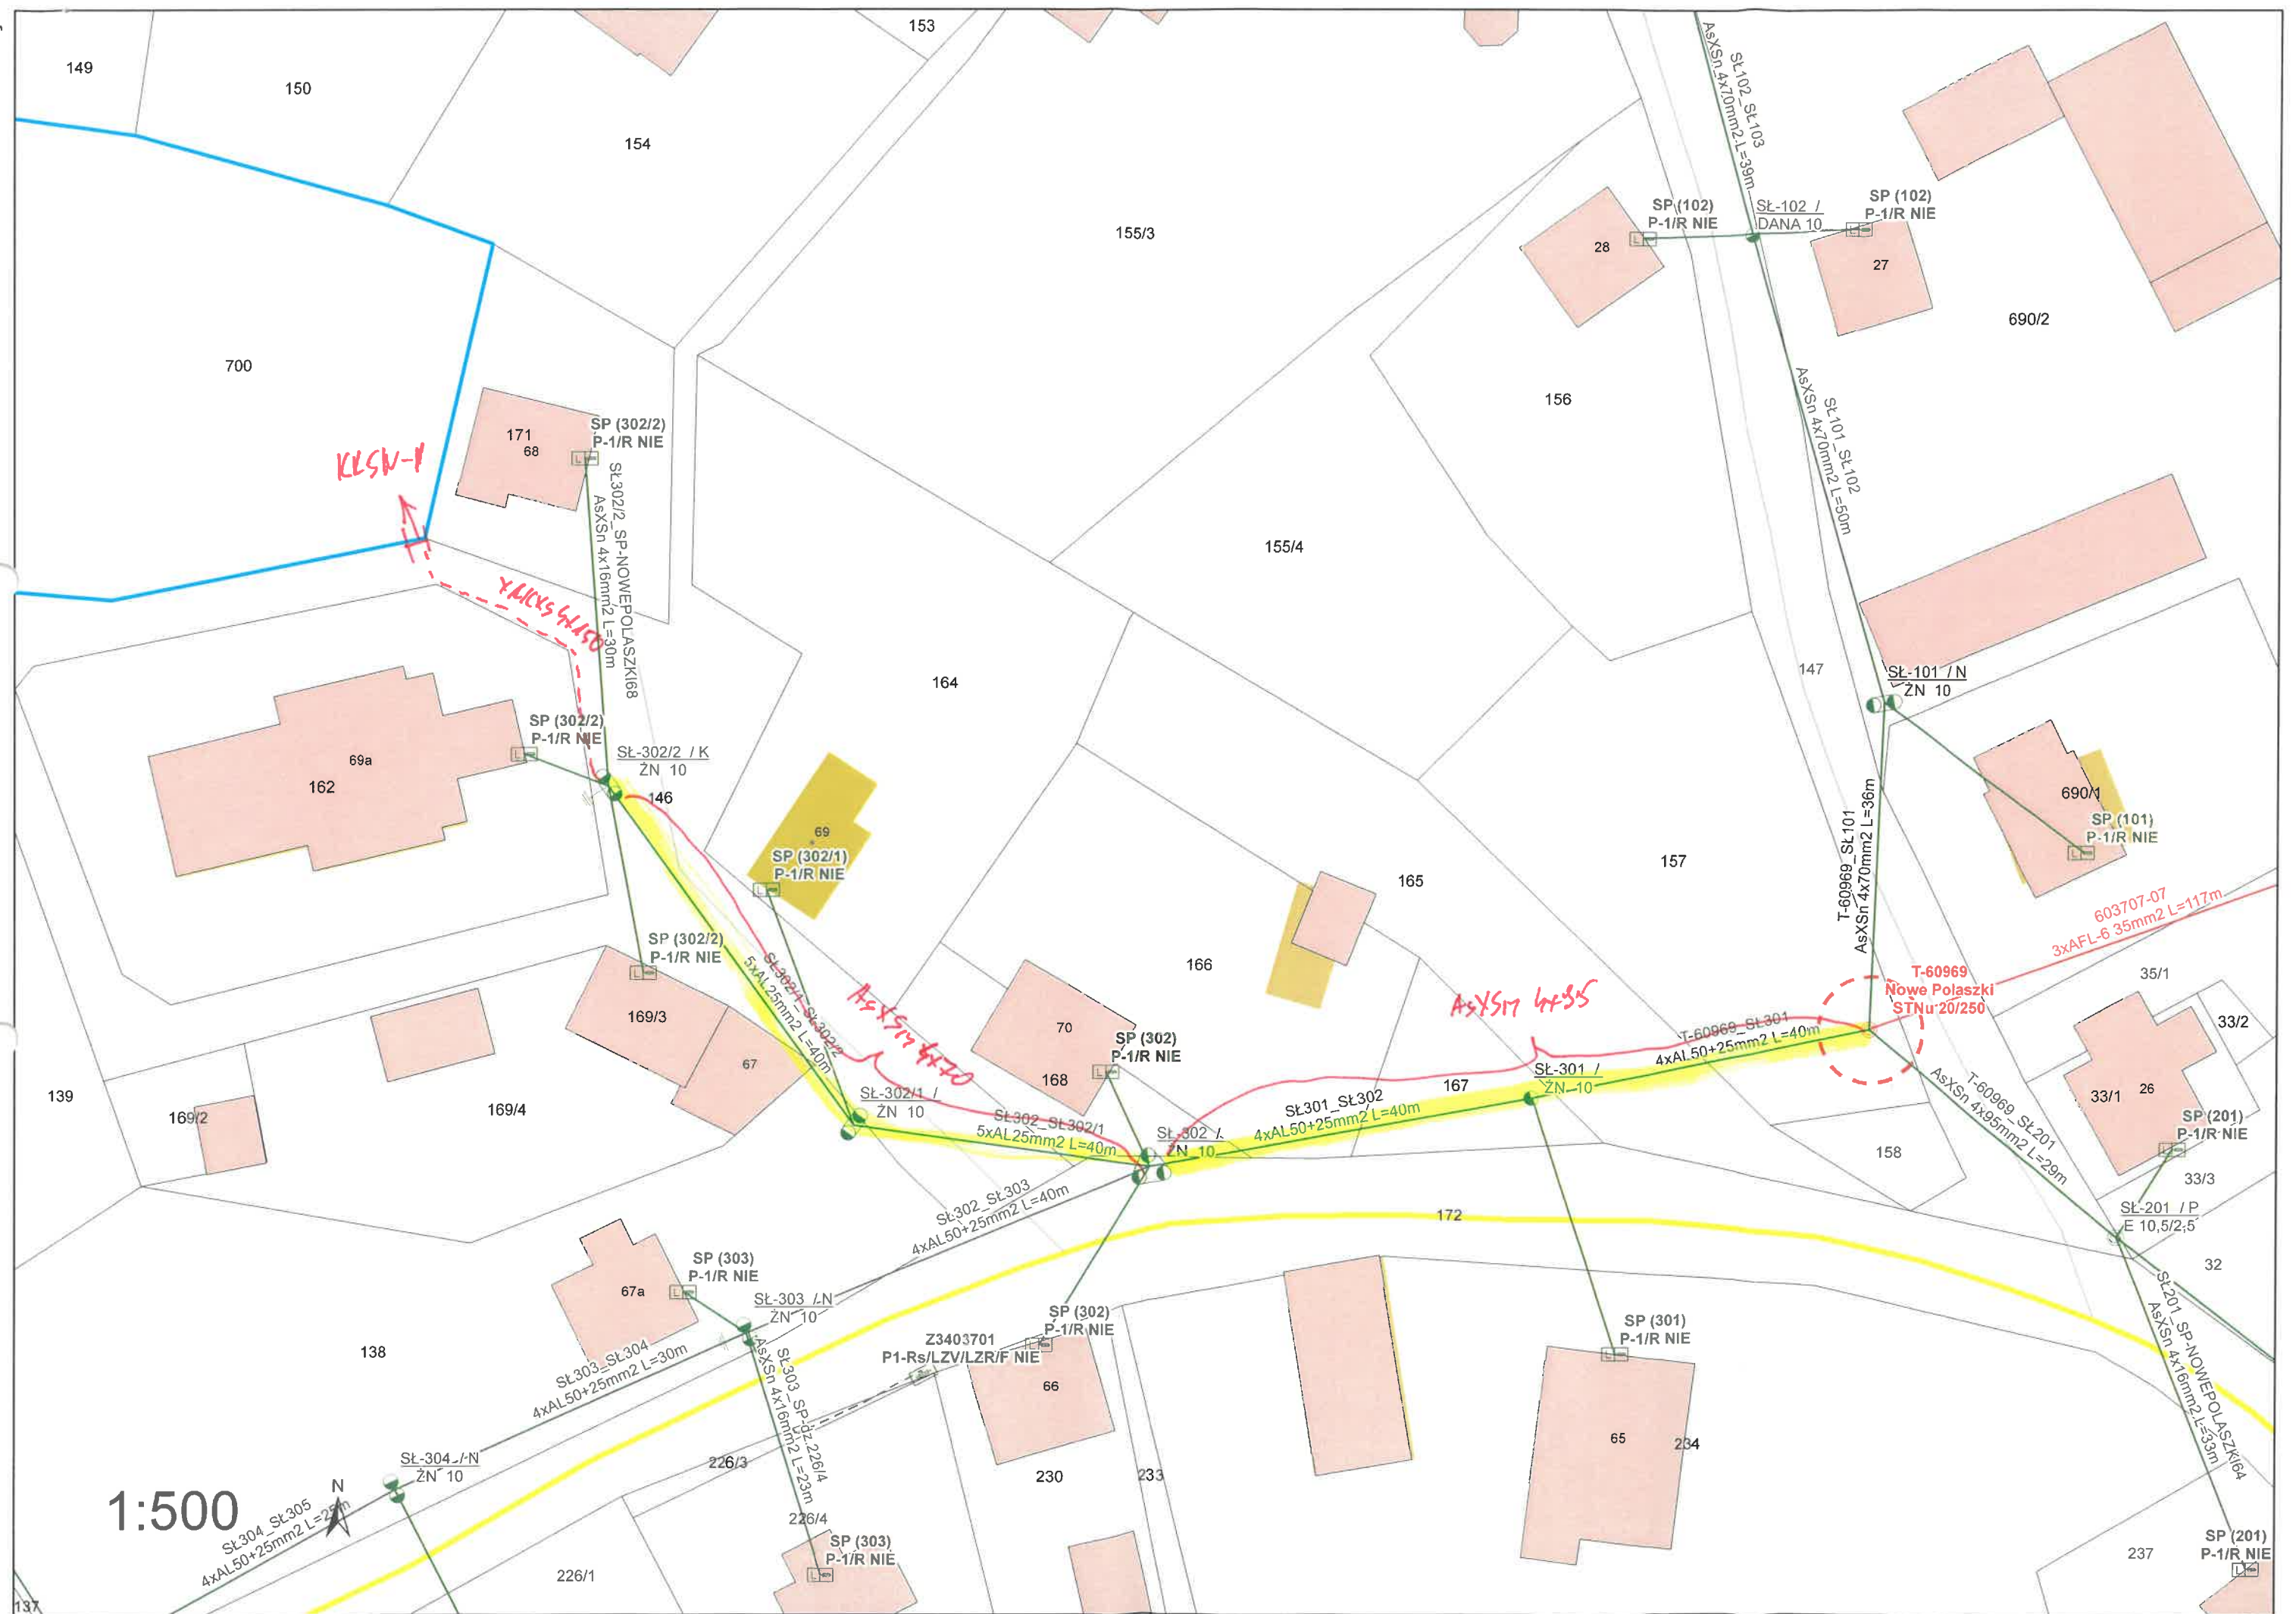 149
150
153
154
155/3
SŁ102_SŁ103
AsXSn 4x70mm2 L=39m
SP (102)
P-1/R NIE
SŁ-102 /
DANA 10
SP (102)
P-1/R NIE
28
27
690/2
700
171
68
SP (302/2)
P-1/R NIE
KKSN-1
SŁ302/2_SP-NOWEPOLASZKI68
AsXSn 4x16mm2 L=30m
YAKXS 4x150
156
155/4
SŁ101_SŁ102
AsXSn 4x70mm2 L=50m
147
SŁ-101 / N
ŻN 10
164
162
69a
SP (302/2)
P-1/R NIE
SŁ-302/2 / K
ŻN 10
146
69
SP (302/1)
P-1/R NIE
690/1
SP (101)
P-1/R NIE
T-60969_SŁ101
AsXSn 4x70mm2 L=36m
157
165
166
603707-07
3xAFL-6 35mm2 L=117m
T-60969
Nowe Polaszki
STNu 20/250
35/1
33/2
SP (302/2)
P-1/R NIE
SŁ302/1_SŁ302/2
5xAL25mm2 L=40m
AsXSn 4x70
AsXSn 4x95
169/3
67
70
168
SP (302)
P-1/R NIE
T-60969_SŁ301
4xAL50+25mm2 L=40m
SŁ-301 /
ŻN 10
167
139
169/2
169/4
SŁ-302/1 /
ŻN 10
SŁ302_SŁ302/1
5xAL25mm2 L=40m
SŁ301_SŁ302
4xAL50+25mm2 L=40m
SŁ-302 /
ŻN 10
T-60969_SŁ201
AsXSn 4x95mm2 L=29m
33/1
26
SP (201)
P-1/R NIE
33/3
158
SŁ302_SŁ303
4xAL50+25mm2 L=40m
172
SŁ-201 / P
E 10,5/2,5
32
67a
SP (303)
P-1/R NIE
SŁ-303 / N
ŻN 10
138
SŁ303_SŁ304
4xAL50+25mm2 L=30m
SŁ303_SP-dz.226/4
AsXSn 4x16mm2 L=23m
Z3403701
P1-Rs/LZV/LZR/F NIE
SP (302)
P-1/R NIE
66
SP (301)
P-1/R NIE
65
234
SŁ201_SP-NOWEPOLASZKI64
AsXSn 4x16mm2 L=33m
SŁ-304 / N
ŻN 10
226/3
230
233
1:500
N
SŁ304_SŁ305
4xAL50+25mm2 L=25m
226/4
SP (303)
P-1/R NIE
226/1
237
SP (201)
P-1/R NIE
137